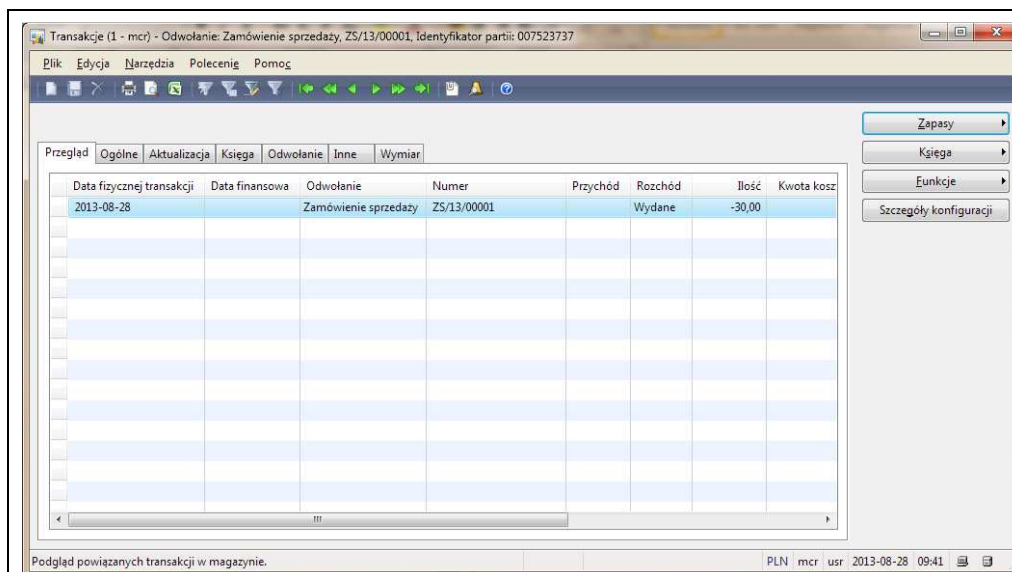 Transakcje (1 - mcr) - Odwołanie: Zamówienie sprzedaży, ZS/13/00001, Identyfikator partii: 007523737
Plik Edycja Narzędzia Polecenie Pomoc
Zapasy
Przegląd Ogólne Aktualizacja Księga Odwołanie Inne Wymiar
Księga
Data fizycznej transakcji Data finansowa Odwołanie Numer Przychód Rozchód Ilość Kwota kosz
Funkcje
2013-08-28 Zamówienie sprzedaży ZS/13/00001 Wydane -30,00
Szczegóły konfiguracji
Podgląd powiązanych transakcji w magazynie. PLN mcr usr 2013-08-28 09:41